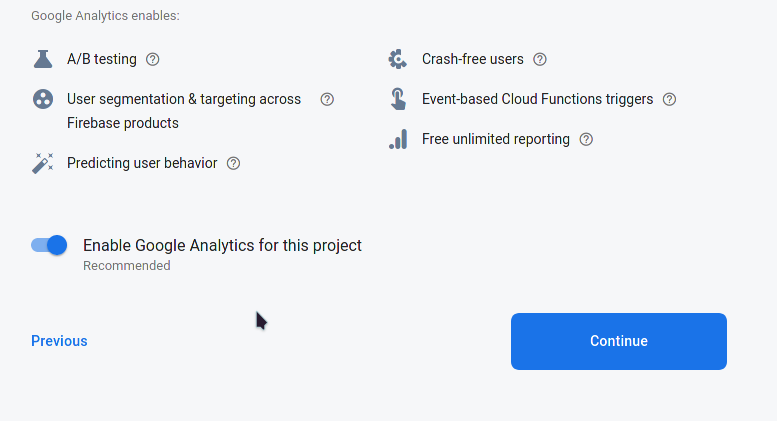 Google Analytics enables:
A/B testing
User segmentation & targeting across
Firebase products
Predicting user behavior
Crash-free users
Event-based Cloud Functions triggers
Free unlimited reporting
Enable Google Analytics for this project
Recommended
Previous
Continue